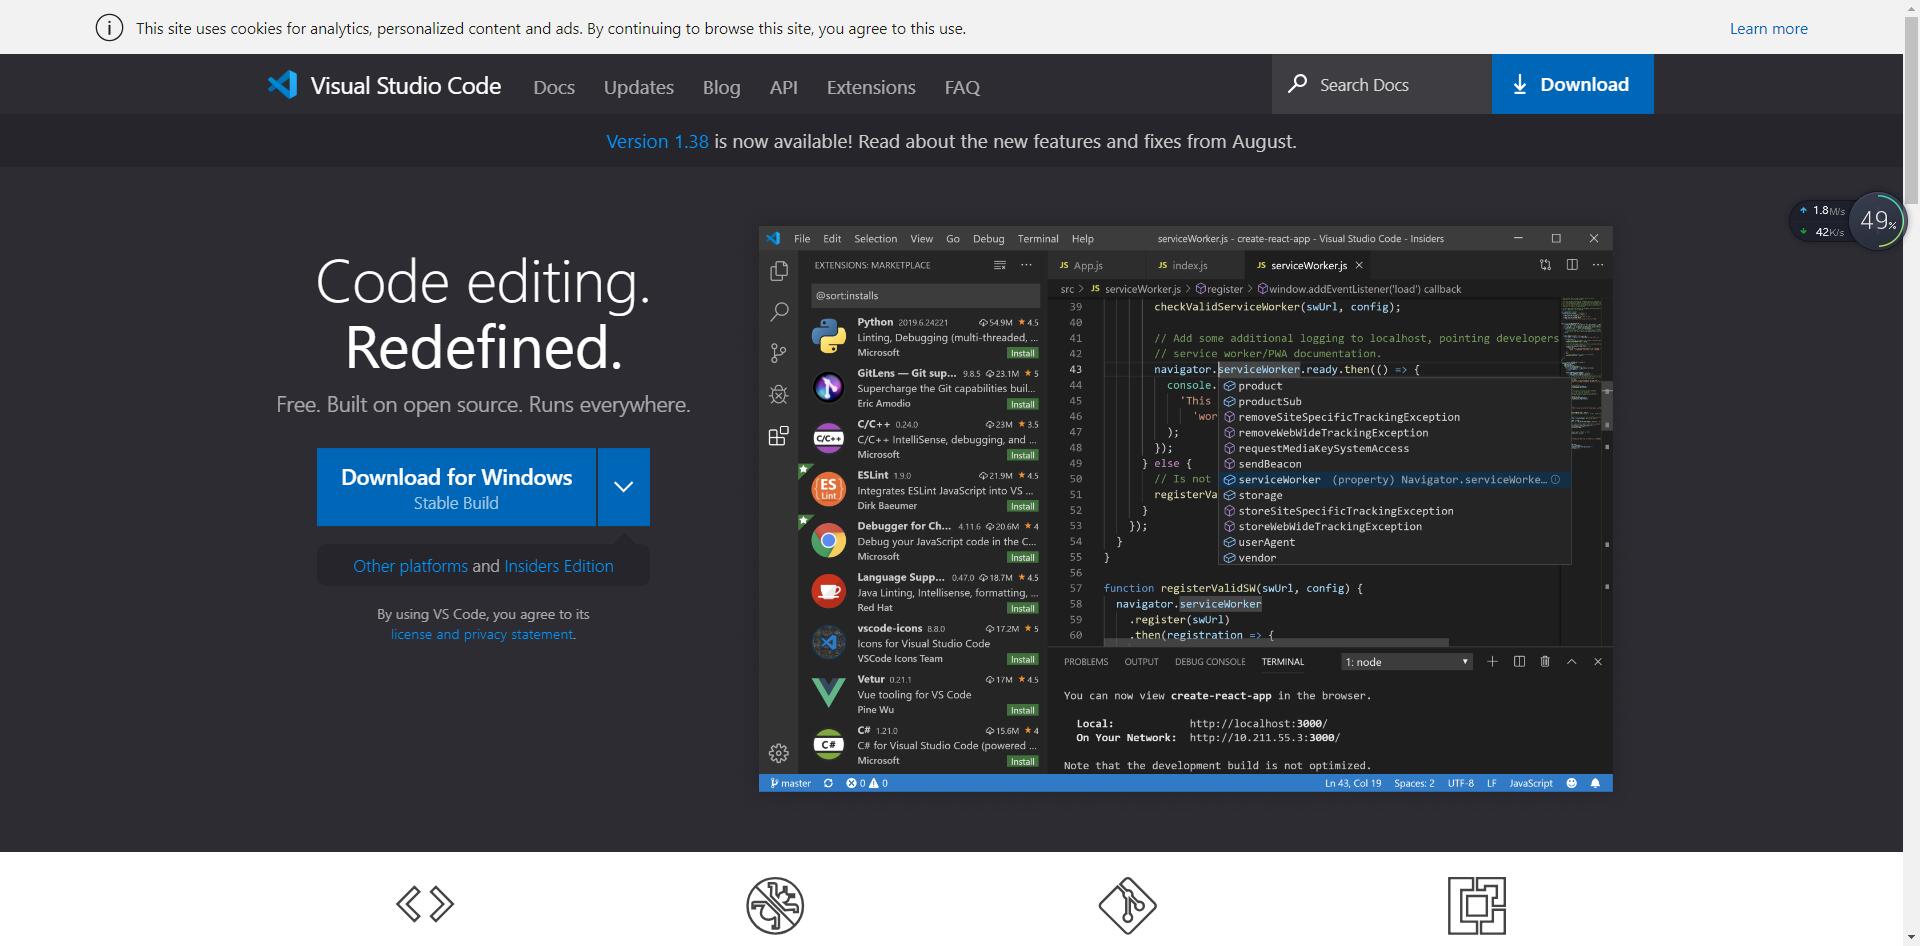 This site uses cookies for analytics, personalized content and ads. By continuing to browse this site, you agree to this use.
Learn more
Visual Studio Code
Docs
Updates
Blog
API
Extensions
FAQ
Search Docs
Download
Version 1.38 is now available! Read about the new features and fixes from August.
1.8M/s
42K/s
49%
Code editing.
Redefined.
Free. Built on open source. Runs everywhere.
Download for Windows
Stable Build
Other platforms and Insiders Edition
By using VS Code, you agree to its
license and privacy statement.
File Edit Selection View Go Debug Terminal Help
serviceWorker.js - create-react-app - Visual Studio Code - Insiders
EXTENSIONS: MARKETPLACE
@sort:installs
Python 2019.6.24221 54.9M 4.5
Linting, Debugging (multi-threaded, ...
Microsoft Install
GitLens — Git sup... 9.8.5 23.1M 5
Supercharge the Git capabilities buil...
Eric Amodio Install
C/C++
C/C++ 0.24.0 23M 3.5
C/C++ IntelliSense, debugging, and ...
Microsoft Install
ES
Lint
ESLint 1.9.0 21.9M 4.5
Integrates ESLint JavaScript into VS ...
Dirk Baeumer Install
Debugger for Ch... 4.11.6 20.6M 4
Debug your JavaScript code in the C...
Microsoft Install
Language Supp... 0.47.0 18.7M 4.5
Java Linting, Intellisense, formatting, ...
Red Hat Install
vscode-icons 8.8.0 17.2M 5
Icons for Visual Studio Code
VSCode Icons Team Install
Vetur 0.21.1 17M 4.5
Vue tooling for VS Code
Pine Wu Install
C#
C# 1.21.0 15.6M 4
C# for Visual Studio Code (powered ...
Microsoft Install
JS App.js
JS index.js
JS serviceWorker.js
src > JS serviceWorker.js > register > window.addEventListener('load') callback
39 checkValidServiceWorker(swUrl, config);
40
41 // Add some additional logging to localhost, pointing developers
42 // service worker/PWA documentation.
43 navigator.serviceWorker.ready.then(() => {
44 console.
45 'This
46 'wor
47 );
48 });
49 } else {
50 // Is not
51 registerVa
52 }
53 });
54 }
55 }
56
57 function registerValidSW(swUrl, config) {
58 navigator.serviceWorker
59 .register(swUrl)
60 .then(registration => {
product
productSub
removeSiteSpecificTrackingException
removeWebWideTrackingException
requestMediaKeySystemAccess
sendBeacon
serviceWorker (property) Navigator.serviceWorke...
storage
storeSiteSpecificTrackingException
storeWebWideTrackingException
userAgent
vendor
PROBLEMS OUTPUT DEBUG CONSOLE TERMINAL
1: node
You can now view create-react-app in the browser.
Local: http://localhost:3000/
On Your Network: http://10.211.55.3:3000/
Note that the development build is not optimized.
master 0 0
Ln 43, Col 19 Spaces: 2 UTF-8 LF JavaScript